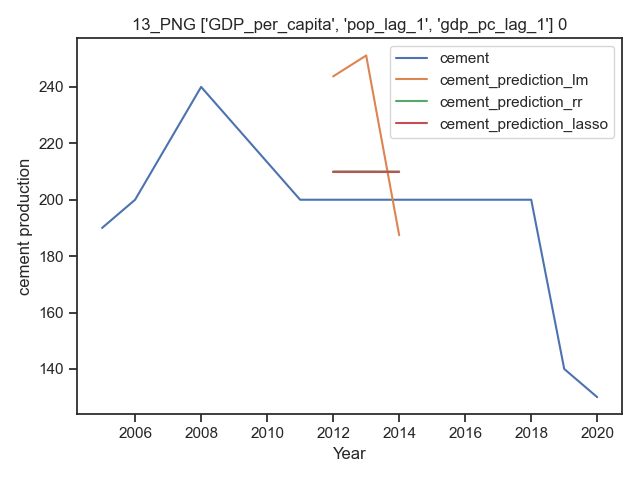 13_PNG ['GDP_per_capita', 'pop_lag_1', 'gdp_pc_lag_1'] 0
cement
cement_prediction_lm
cement_prediction_rr
cement_prediction_lasso
cement production
240
220
200
180
160
140
2006 2008 2010 2012 2014 2016 2018 2020
Year